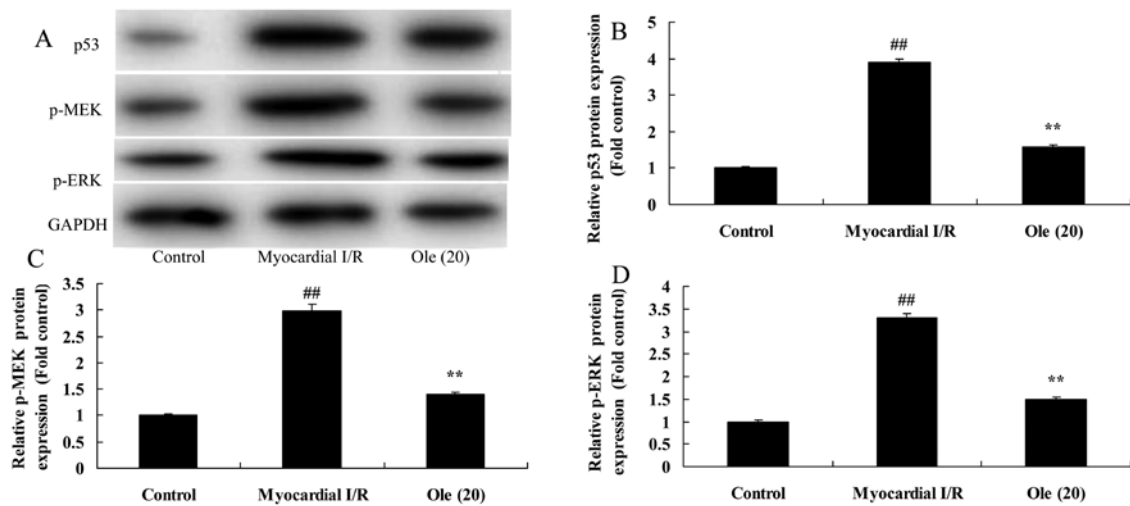 A
p53
p-MEK
p-ERK
GAPDH
Control Myocardial I/R Ole (20)
B
Relative p53 protein expression
(Fold control)
5
4
3
2
1
0
##
**
Control Myocardial I/R Ole (20)
C
Relative p-MEK protein
expression (Fold control)
3.5
3
2.5
2
1.5
1
0.5
0
##
**
Control Myocardial I/R Ole (20)
D
Relative p-ERK protein
expression (Fold control)
4
3.5
3
2.5
2
1.5
1
0.5
0
##
**
Control Myocardial I/R Ole (20)